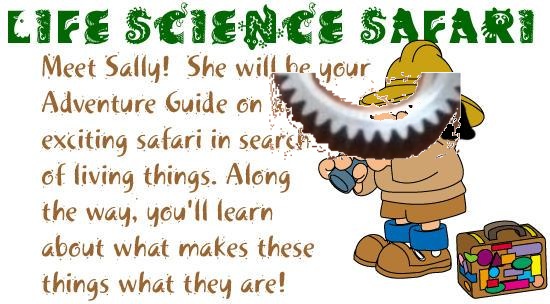 LIFE SCIENCE SAFARI
Meet Sally! She will be your
Adventure Guide on
exciting safari in search
of living things. Along
the way, you'll learn
about what makes these
things what they are!